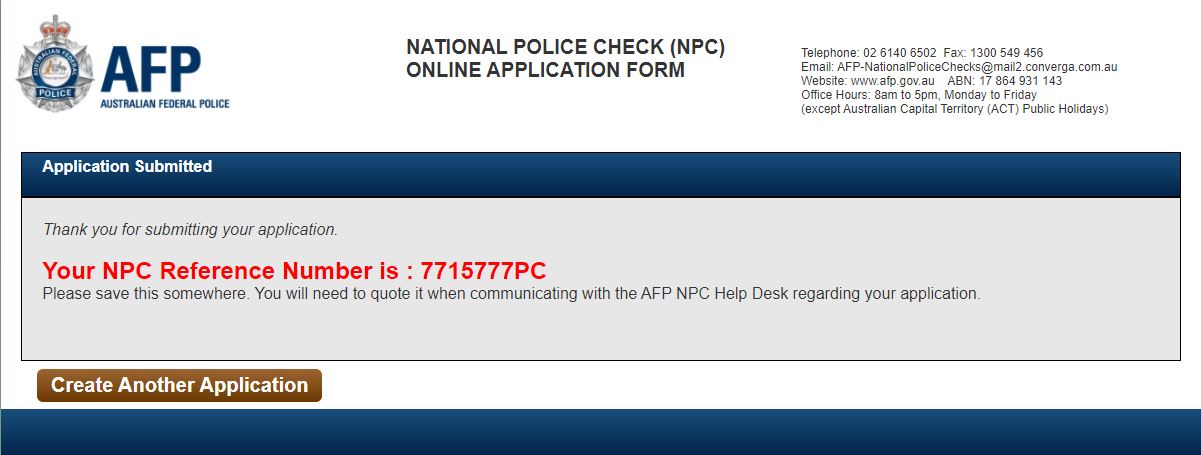 AUSTRALIAN FEDERAL
POLICE
AFP
AUSTRALIAN FEDERAL POLICE
NATIONAL POLICE CHECK (NPC)
ONLINE APPLICATION FORM
Telephone: 02 6140 6502  Fax: 1300 549 456
Email: AFP-NationalPoliceChecks@mail2.converga.com.au
Website: www.afp.gov.au    ABN: 17 864 931 143
Office Hours: 8am to 5pm, Monday to Friday
(except Australian Capital Territory (ACT) Public Holidays)
Application Submitted
Thank you for submitting your application.
Your NPC Reference Number is : 7715777PC
Please save this somewhere. You will need to quote it when communicating with the AFP NPC Help Desk regarding your application.
Create Another Application